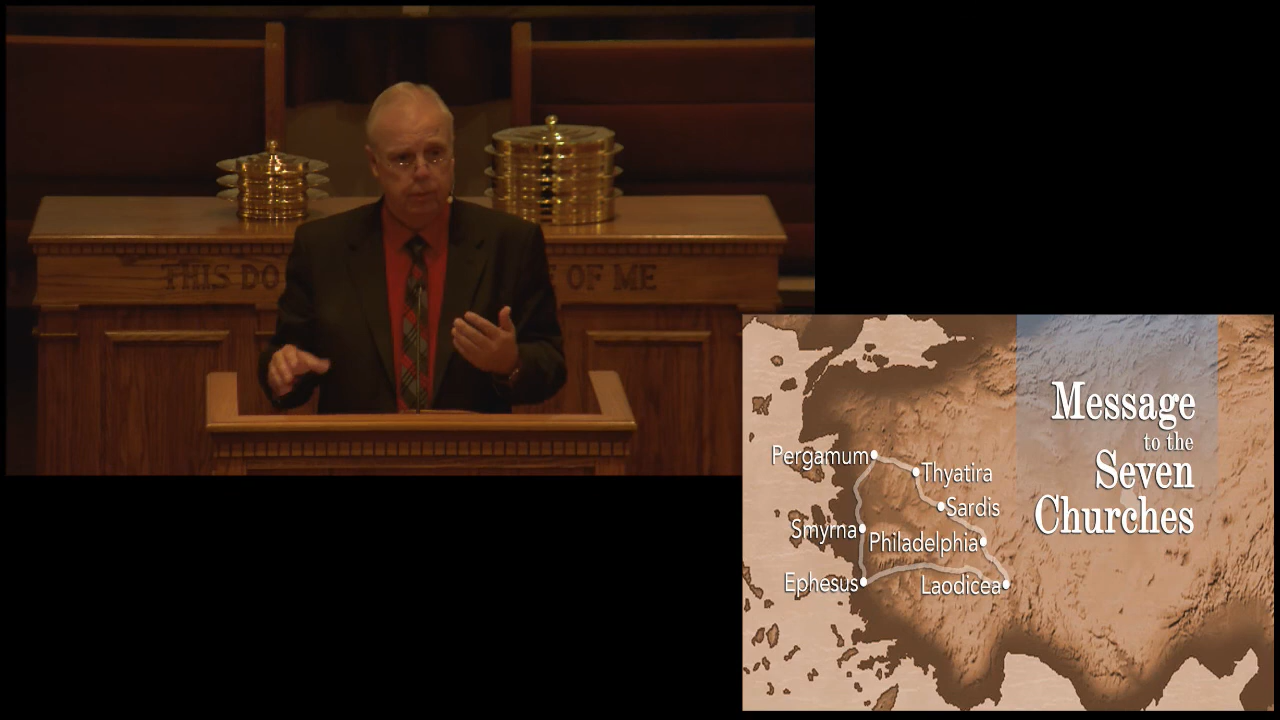 THIS DO
OF ME
Message
to the
Seven
Churches
Pergamum
Thyatira
Sardis
Smyrna
Philadelphia
Ephesus
Laodicea